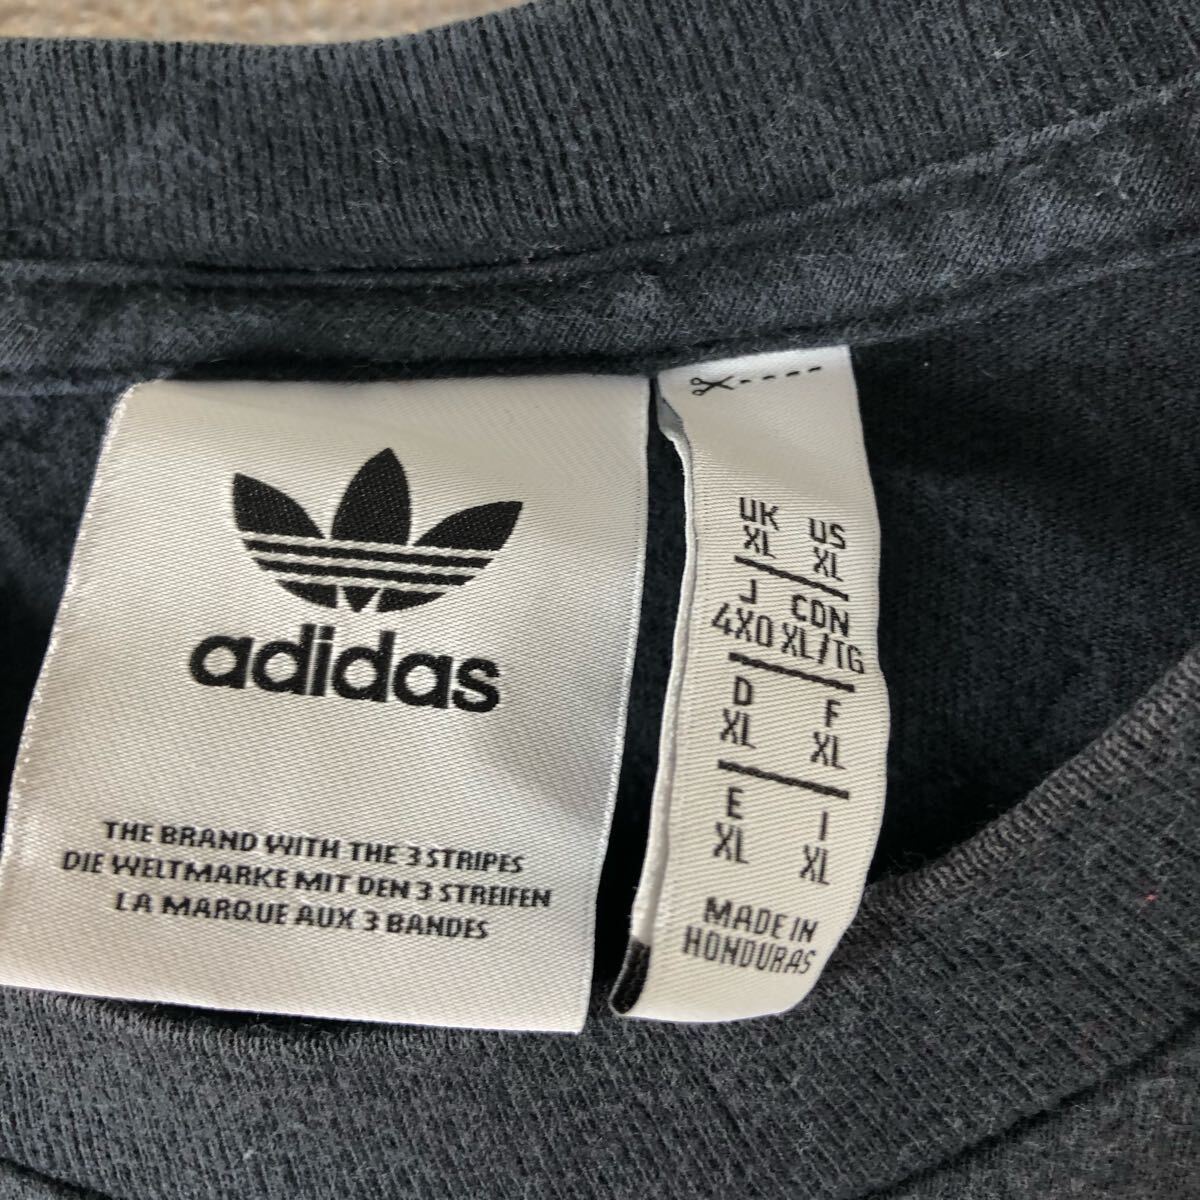 adidas
THE BRAND WITH THE 3 STRIPES
DIE WELTMARKE MIT DEN 3 STREIFEN
LA MARQUE AUX 3 BANDES
UK US
XL XL
J CDN
4XO XL/TG
D F
XL XL
E I
XL XL
MADE IN
HONDURAS